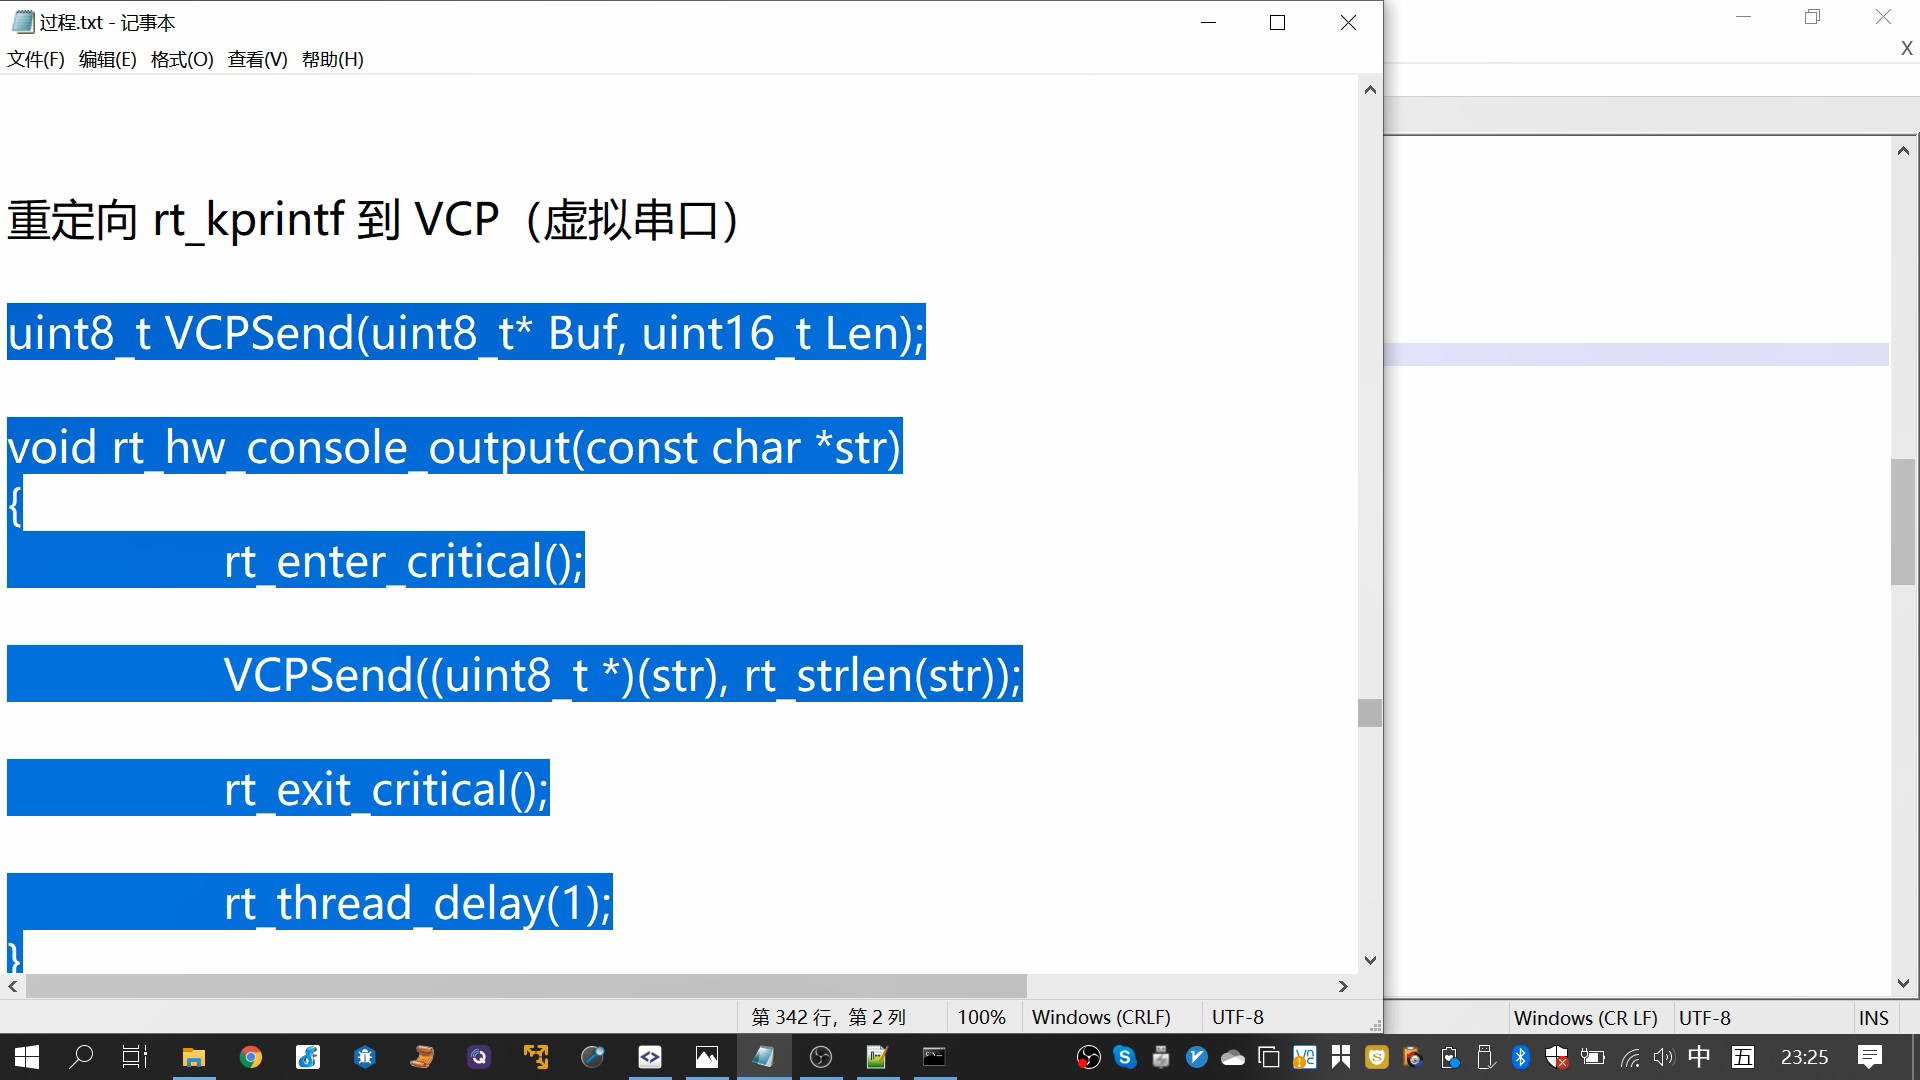 过程.txt - 记事本
X
文件(F) 编辑(E) 格式(O) 查看(V) 帮助(H)
重定向 rt_kprintf 到 VCP（虚拟串口）
uint8_t VCPSend(uint8_t* Buf, uint16_t Len);
void rt_hw_console_output(const char *str)
{
rt_enter_critical();
VCPSend((uint8_t *)(str), rt_strlen(str));
rt_exit_critical();
rt_thread_delay(1);
}
第 342 行，第 2 列 100% Windows (CRLF) UTF-8
Windows (CR LF) UTF-8 INS
中 五 23:25